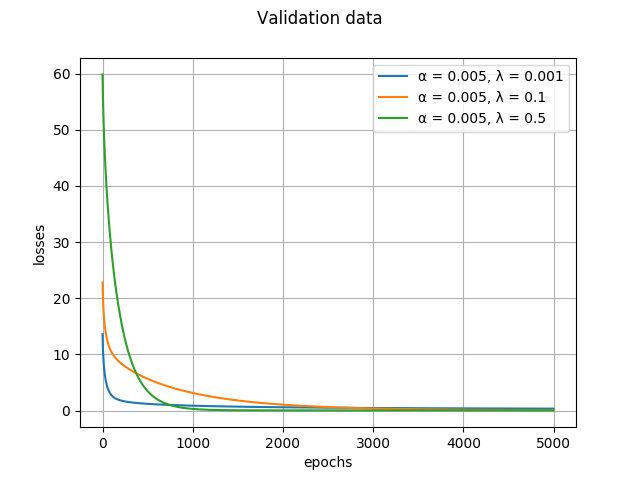 Validation data
α = 0.005, λ = 0.001
α = 0.005, λ = 0.1
α = 0.005, λ = 0.5
60
50
40
30
20
10
0
losses
0 1000 2000 3000 4000 5000
epochs